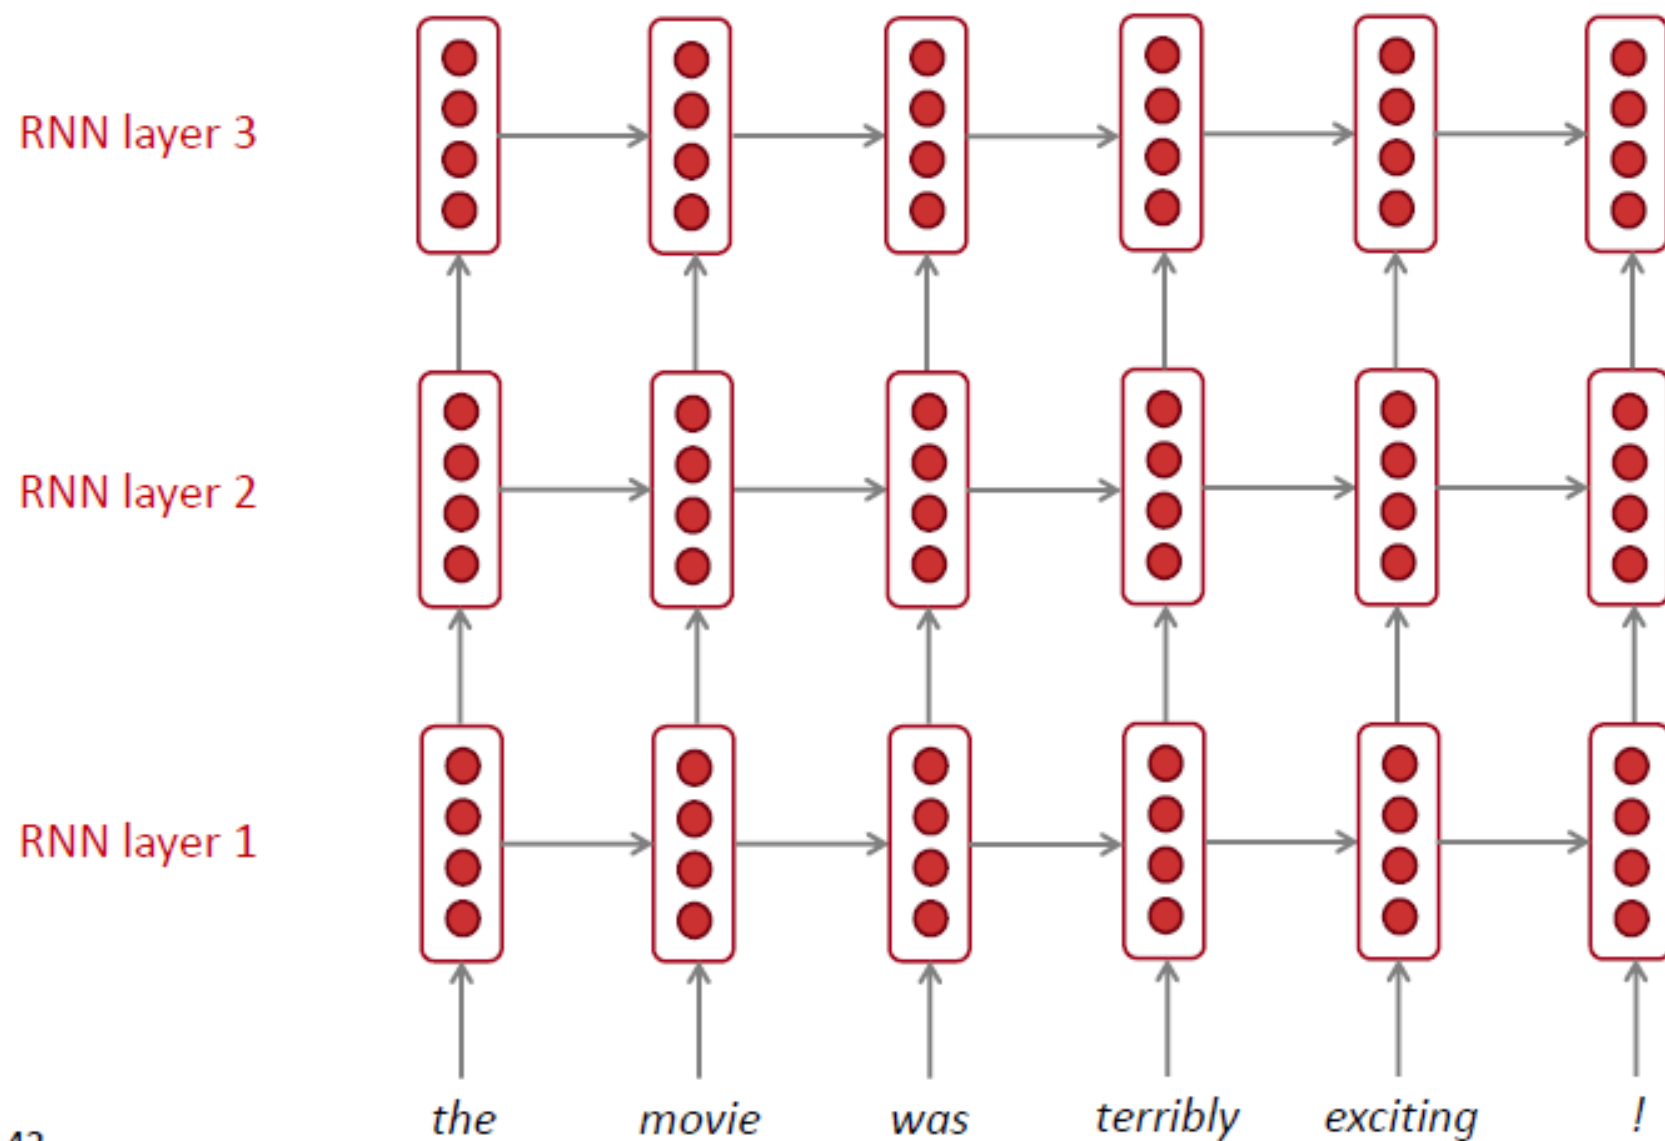 RNN layer 3
RNN layer 2
RNN layer 1
the movie was terribly exciting !